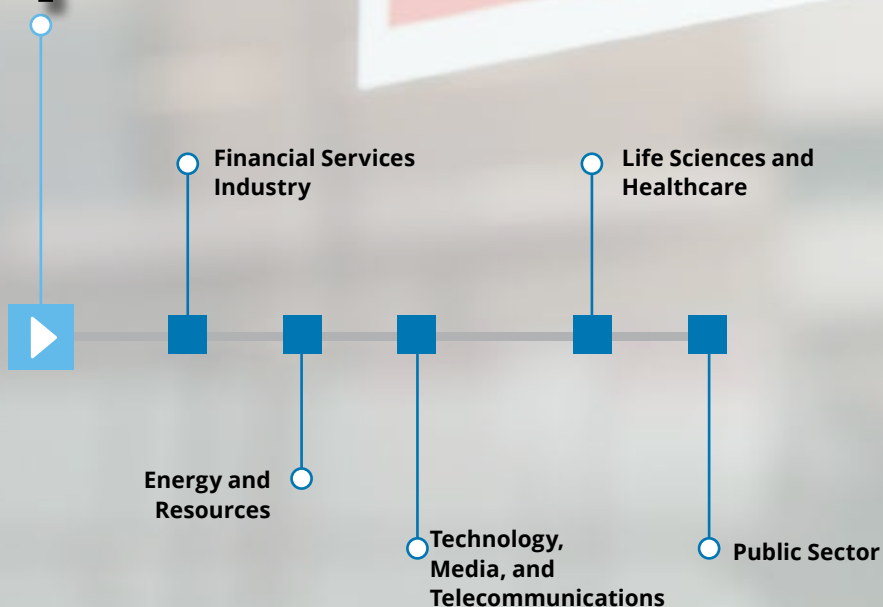 Financial Services
Industry
Life Sciences and
Healthcare
Energy and
Resources
Technology,
Media, and
Telecommunications
Public Sector